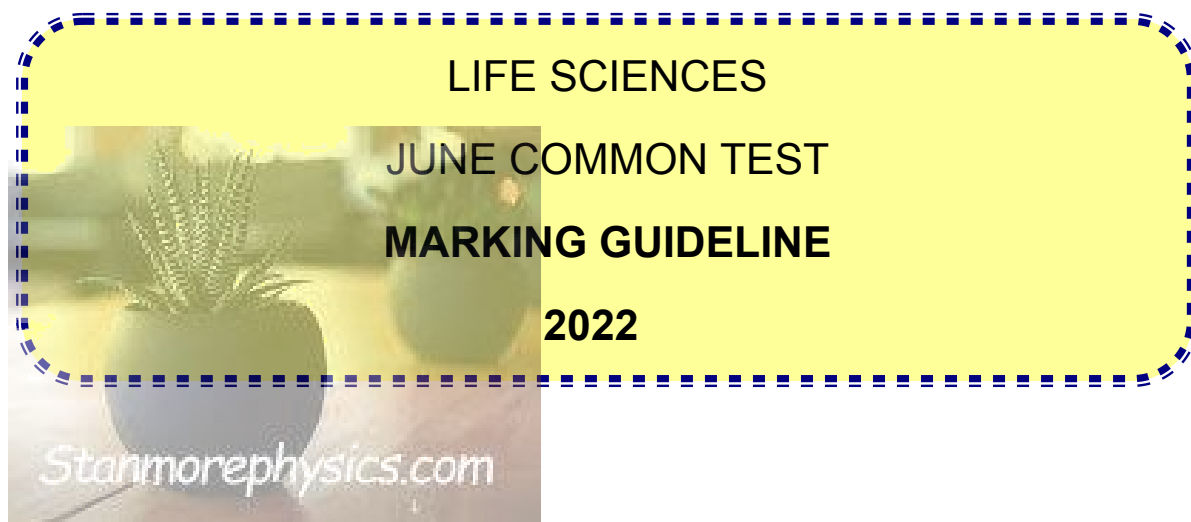 LIFE SCIENCES
JUNE COMMON TEST
MARKING GUIDELINE
2022
Stanmorephysics.com